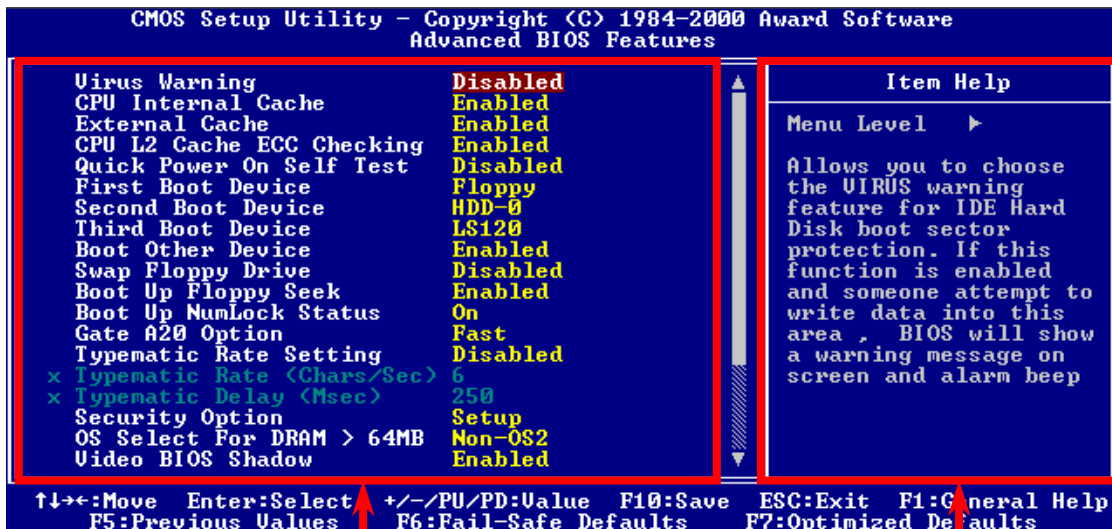 CMOS Setup Utility - Copyright (C) 1984-2000 Award Software
Advanced BIOS Features
Virus Warning Disabled
CPU Internal Cache Enabled
External Cache Enabled
CPU L2 Cache ECC Checking Enabled
Quick Power On Self Test Disabled
First Boot Device Floppy
Second Boot Device HDD-0
Third Boot Device LS120
Boot Other Device Enabled
Swap Floppy Drive Disabled
Boot Up Floppy Seek Enabled
Boot Up NumLock Status On
Gate A20 Option Fast
Typematic Rate Setting Disabled
x Typematic Rate (Chars/Sec) 6
x Typematic Delay (Msec) 250
Security Option Setup
OS Select For DRAM > 64MB Non-OS2
Video BIOS Shadow Enabled
Item Help
Menu Level ►
Allows you to choose
the VIRUS warning
feature for IDE Hard
Disk boot sector
protection. If this
function is enabled
and someone attempt to
write data into this
area , BIOS will show
a warning message on
screen and alarm beep
↑↓→←:Move Enter:Select +/-/PU/PD:Value F10:Save ESC:Exit F1:General Help
F5:Previous Values F6:Fail-Safe Defaults F7:Optimized Defaults